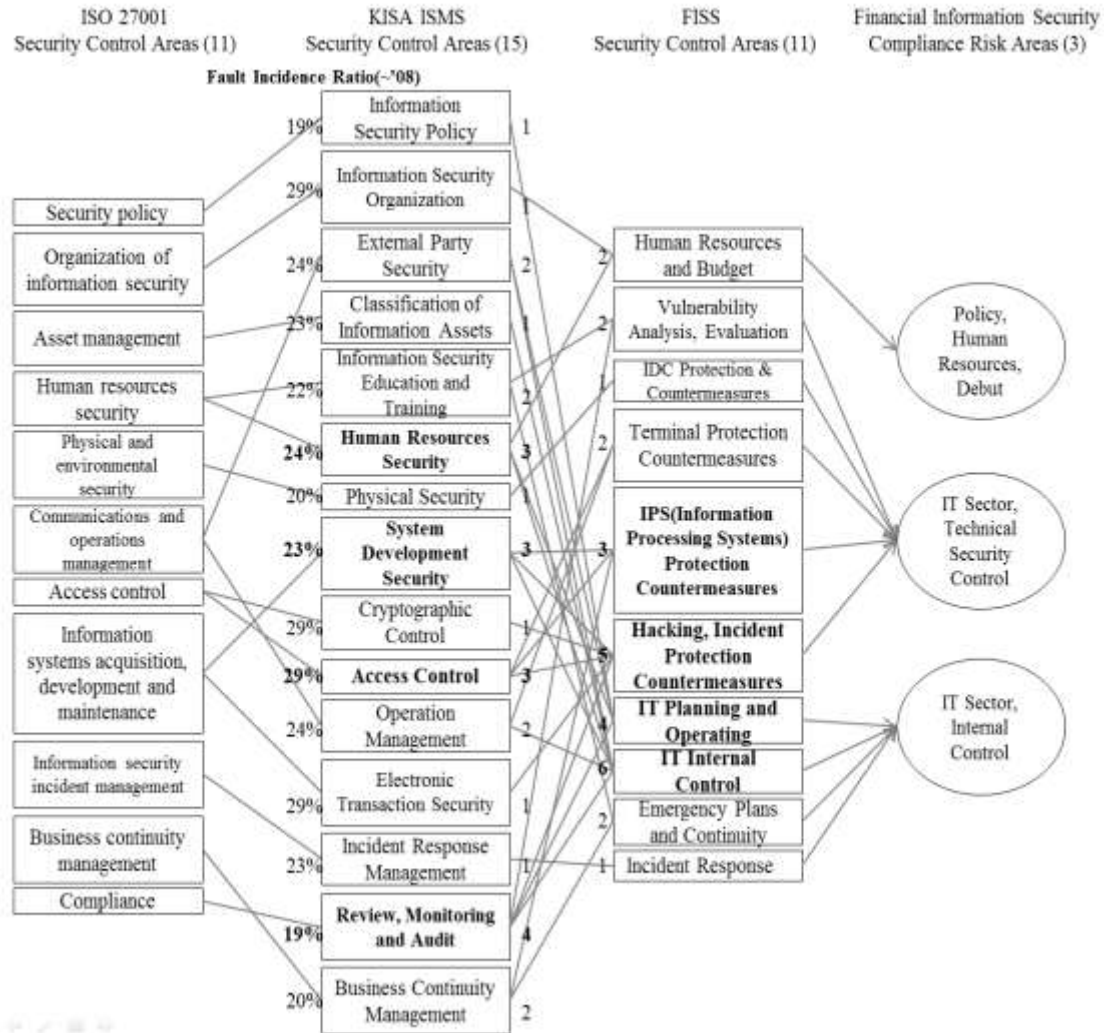 ISO 27001
Security Control Areas (11)
KISA ISMS
Security Control Areas (15)
FISS
Security Control Areas (11)
Financial Information Security
Compliance Risk Areas (3)
Fault Incidence Ratio(~'08)
Security policy
Organization of
information security
Asset management
Human resources
security
Physical and
environmental
security
Communications and
operations management
Access control
Information
systems acquisition,
development and
maintenance
Information security
incident management
Business continuity
management
Compliance
19%
Information
Security Policy
1
29%
Information Security
Organization
1
24%
External Party
Security
2
23%
Classification of
Information Assets
1
22%
Information Security
Education and
Training
2
24%
Human Resources
Security
3
20%
Physical Security
1
23%
System
Development
Security
3
29%
Cryptographic
Control
1
29%
Access Control
3
24%
Operation
Management
2
29%
Electronic
Transaction Security
1
23%
Incident Response
Management
1
19%
Review, Monitoring
and Audit
4
20%
Business Continuity
Management
2
2
Human Resources
and Budget
2
Vulnerability
Analysis, Evaluation
1
IDC Protection &
Countermeasures
2
Terminal Protection
Countermeasures
3
IPS(Information
Processing Systems)
Protection
Countermeasures
5
Hacking, Incident
Protection
Countermeasures
4
IT Planning and
Operating
6
IT Internal
Control
2
Emergency Plans
and Continuity
1
Incident Response
Policy,
Human
Resources,
Debut
IT Sector,
Technical
Security
Control
IT Sector,
Internal
Control